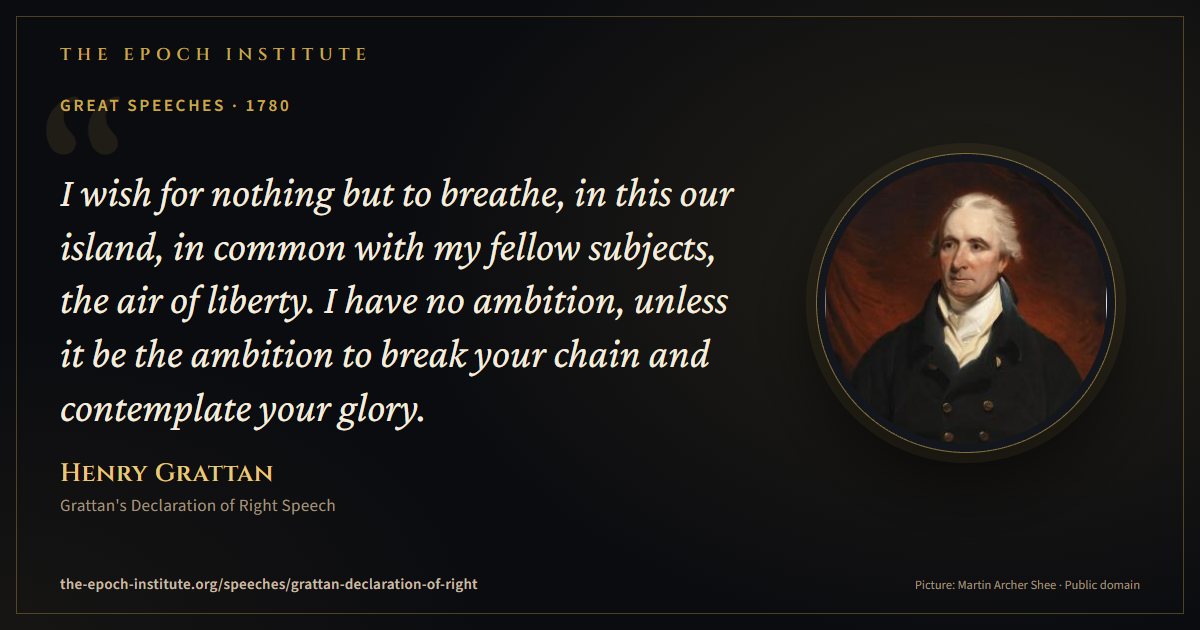 THE EPOCH INSTITUTE
GREAT SPEECHES · 1780
“
I wish for nothing but to breathe, in this our
island, in common with my fellow subjects,
the air of liberty. I have no ambition, unless
it be the ambition to break your chain and
contemplate your glory.
Henry Grattan
Grattan's Declaration of Right Speech
the-epoch-institute.org/speeches/grattan-declaration-of-right
Picture: Martin Archer Shee · Public domain